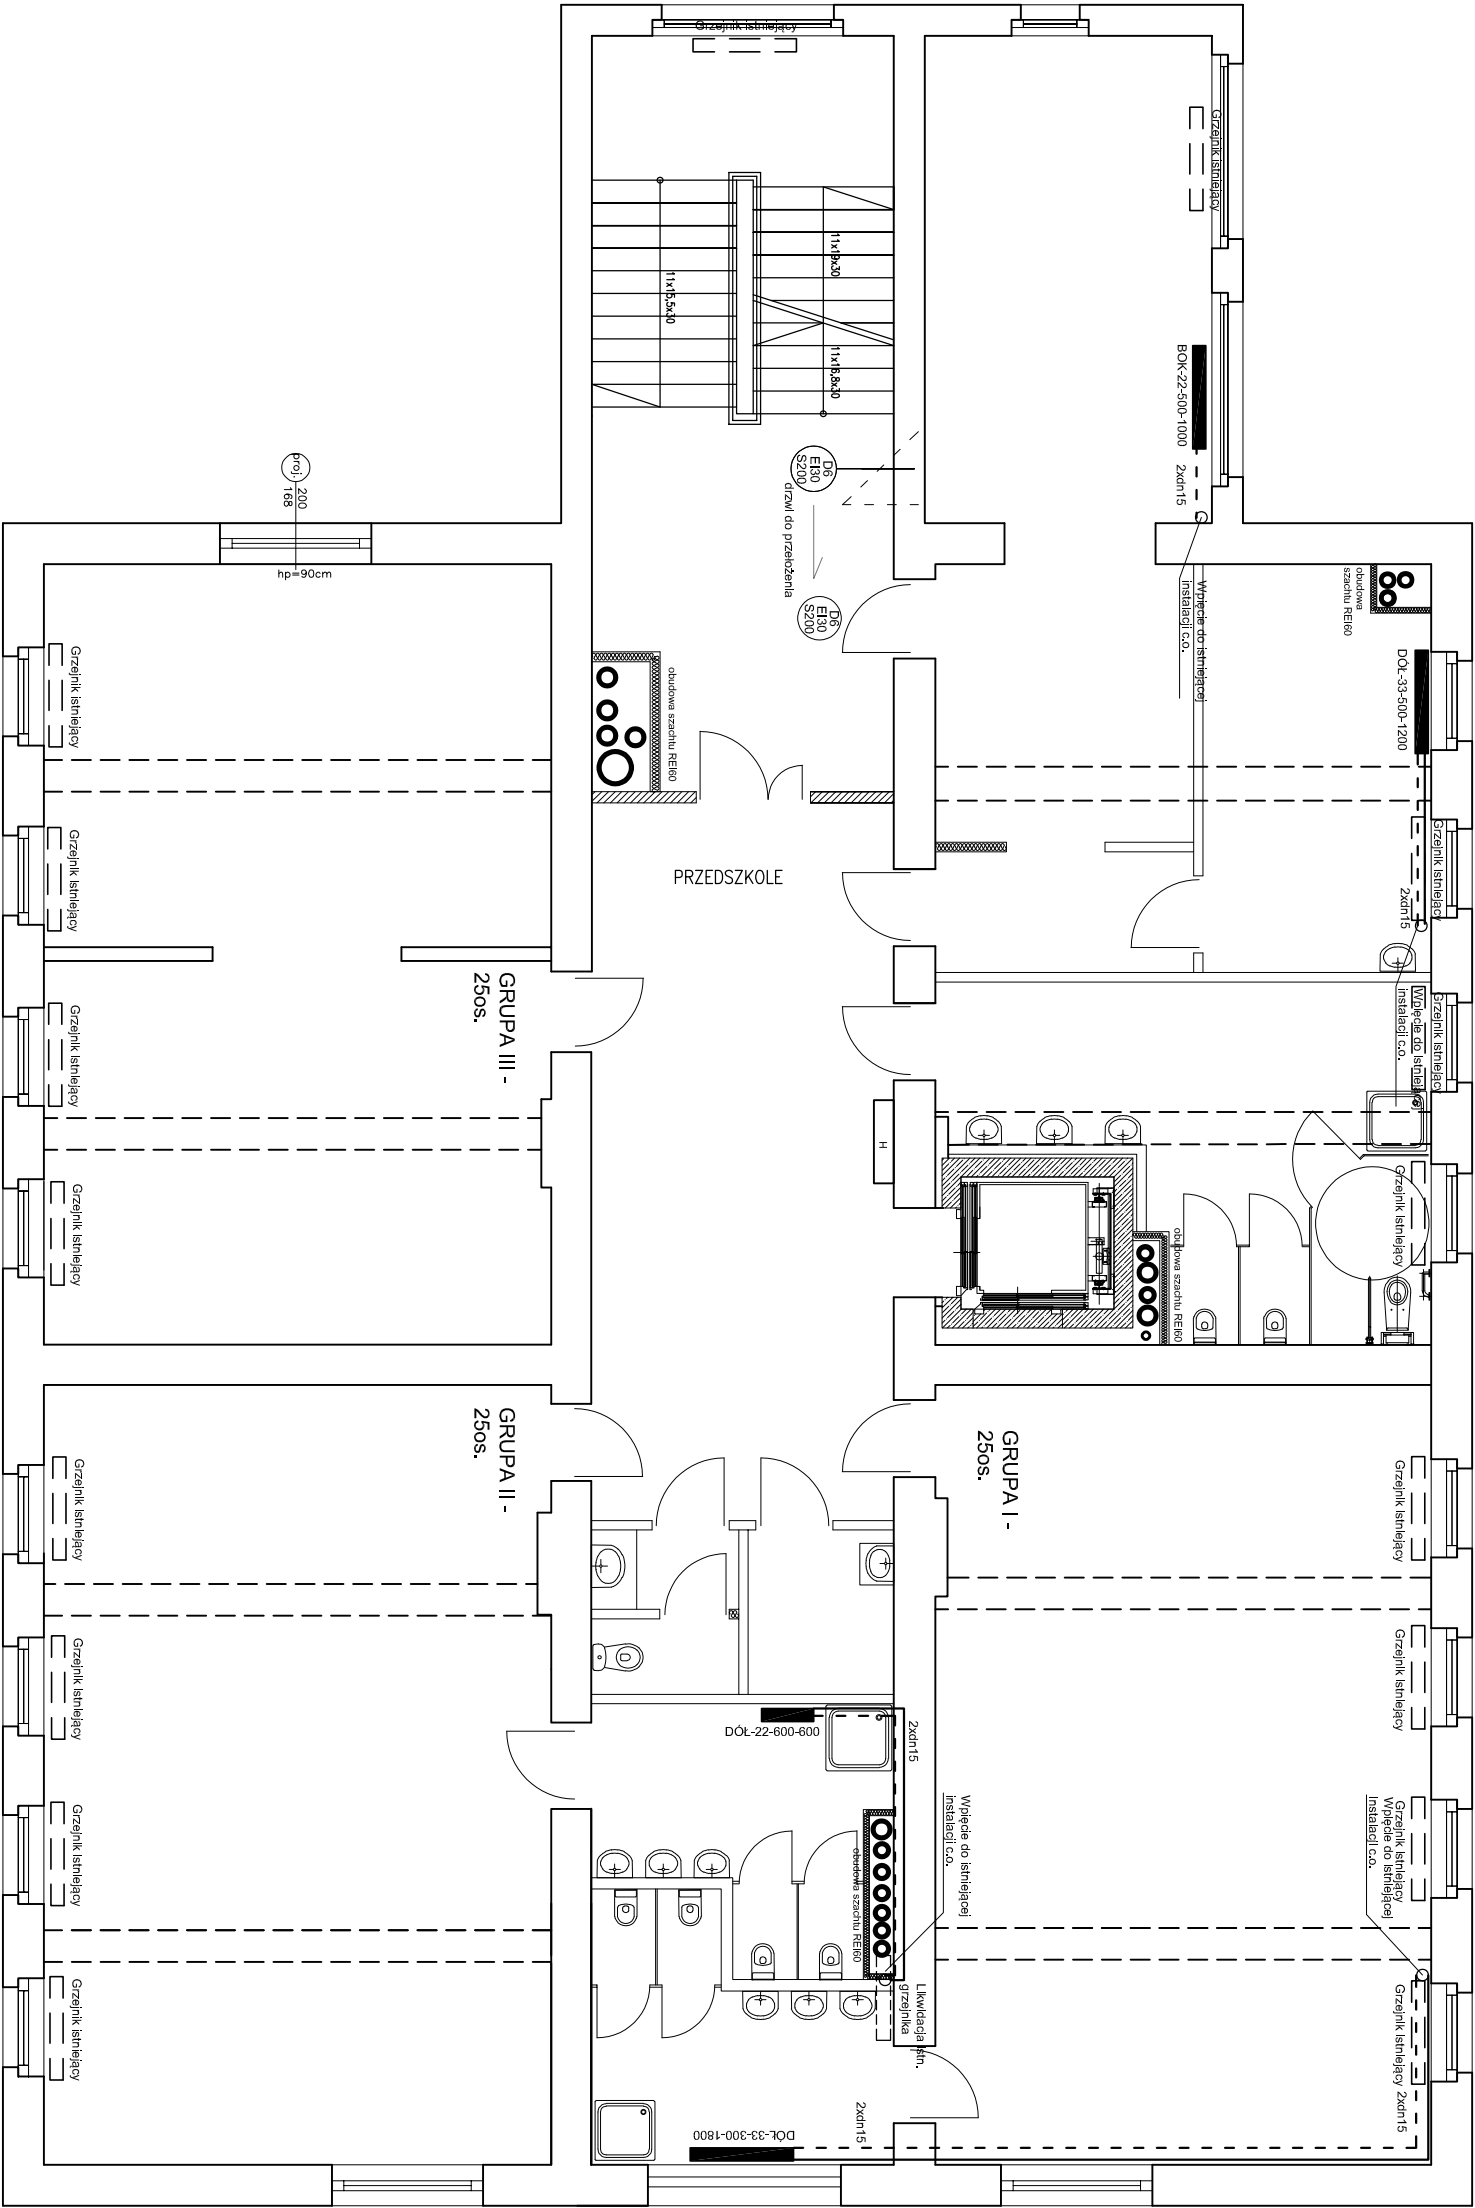 Grzejnik istniejący
Grzejnik istniejący
11x19x30
11x15,5x30
11x16,8x30
BOK-22-500-1000
2xdn15
D6
EI30
S200
drzwi do przełożenia
D6
EI30
S200
proj.
200
168
hp=90cm
Wpięcie do istniejącej
instalacji c.o.
obudowa
szachtu REI60
DÓŁ-33-500-1200
Grzejnik istniejący
obudowa szachtu REI60
Grzejnik istniejący
Grzejnik istniejący
2xdn15
PRZEDSZKOLE
GRUPA III -
25os.
Grzejnik istniejący
Wpięcie do istniejącej
instalacji c.o.
Grzejnik istniejący
H
Grzejnik istniejący
Grzejnik istniejący
obudowa szachtu REI60
GRUPA II -
25os.
GRUPA I -
25os.
Grzejnik istniejący
Grzejnik istniejący
Grzejnik istniejący
Grzejnik istniejący
DÓŁ-22-600-600
2xdn15
Wpięcie do istniejącej
instalacji c.o.
Grzejnik istniejący
Wpięcie do istniejącej
instalacji c.o.
Grzejnik istniejący
obudowa szachtu REI60
Likwidacja istn.
grzejnika
Grzejnik istniejący
Grzejnik istniejący
2xdn15
2xdn15
DÓŁ-33-300-1800